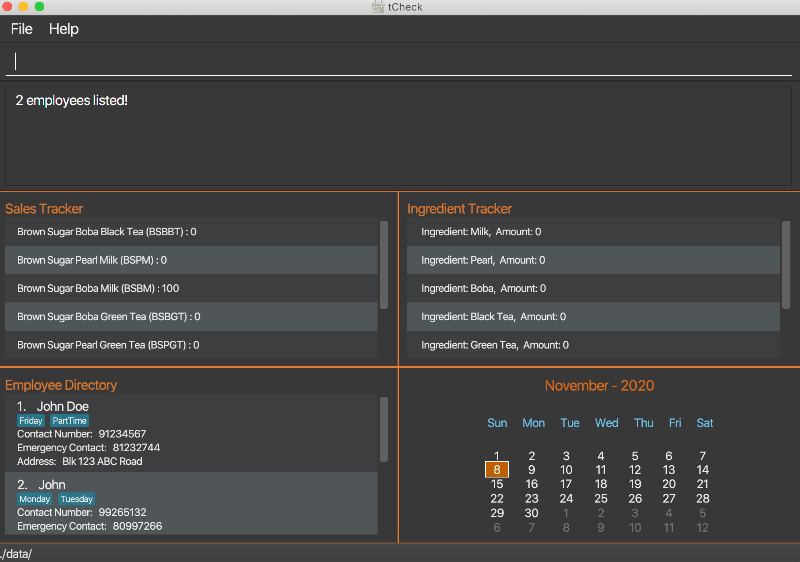 tCheck
File Help
2 employees listed!
Sales Tracker
Brown Sugar Boba Black Tea (BSBBT) : 0
Brown Sugar Pearl Milk (BSPM) : 0
Brown Sugar Boba Milk (BSBM) : 100
Brown Sugar Boba Green Tea (BSBGT) : 0
Brown Sugar Pearl Green Tea (BSPGT) : 0
Ingredient Tracker
Ingredient: Milk, Amount: 0
Ingredient: Pearl, Amount: 0
Ingredient: Boba, Amount: 0
Ingredient: Black Tea, Amount: 0
Ingredient: Green Tea, Amount: 0
Employee Directory
1. John Doe
Friday PartTime
Contact Number: 91234567
Emergency Contact: 81232744
Address: Blk 123 ABC Road
2. John
Monday Tuesday
Contact Number: 99265132
Emergency Contact: 80997266
November - 2020
Sun Mon Tue Wed Thu Fri Sat
1 2 3 4 5 6 7
8 9 10 11 12 13 14
15 16 17 18 19 20 21
22 23 24 25 26 27 28
29 30 1 2 3 4 5
6 7 8 9 10 11 12
./data/